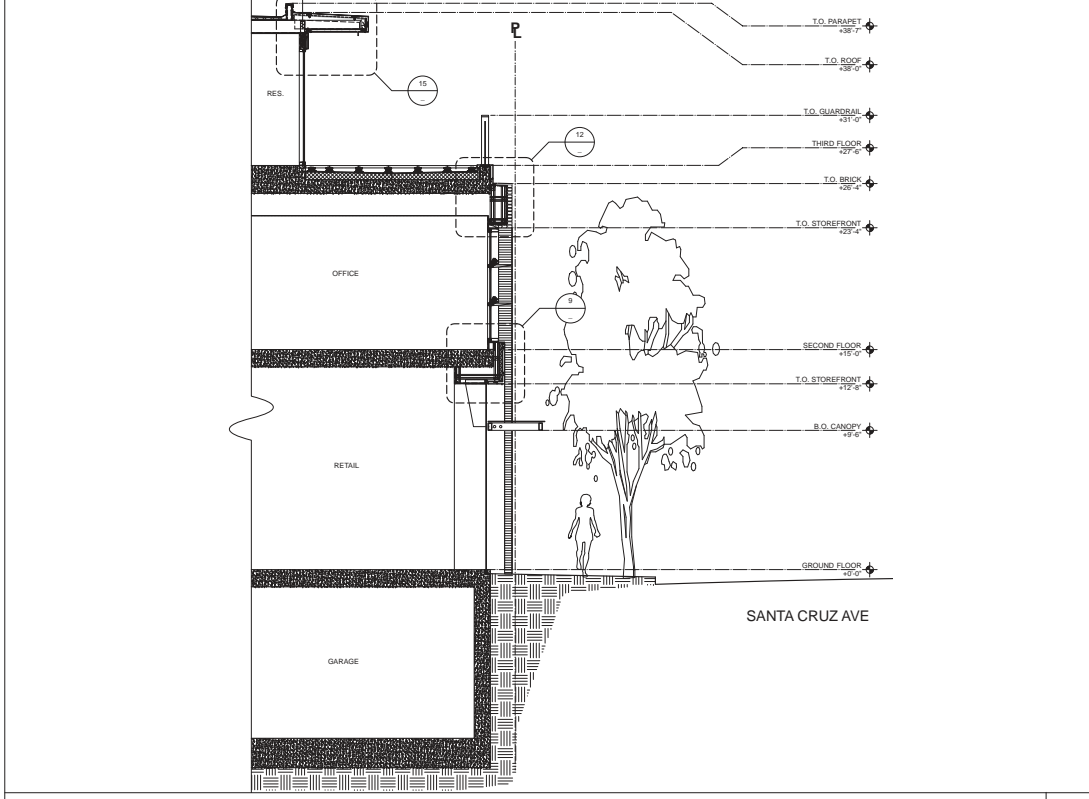 PL
T.O. PARAPET
+38'-7"
T.O. ROOF
+38'-0"
15
–
RES.
T.O. GUARDRAIL
+31'-0"
12
–
THIRD FLOOR
+27'-6"
T.O. BRICK
+26'-4"
T.O. STOREFRONT
+23'-4"
OFFICE
9
–
SECOND FLOOR
+15'-0"
T.O. STOREFRONT
+12'-8"
B.O. CANOPY
+9'-6"
RETAIL
GROUND FLOOR
+0'-0"
SANTA CRUZ AVE
GARAGE